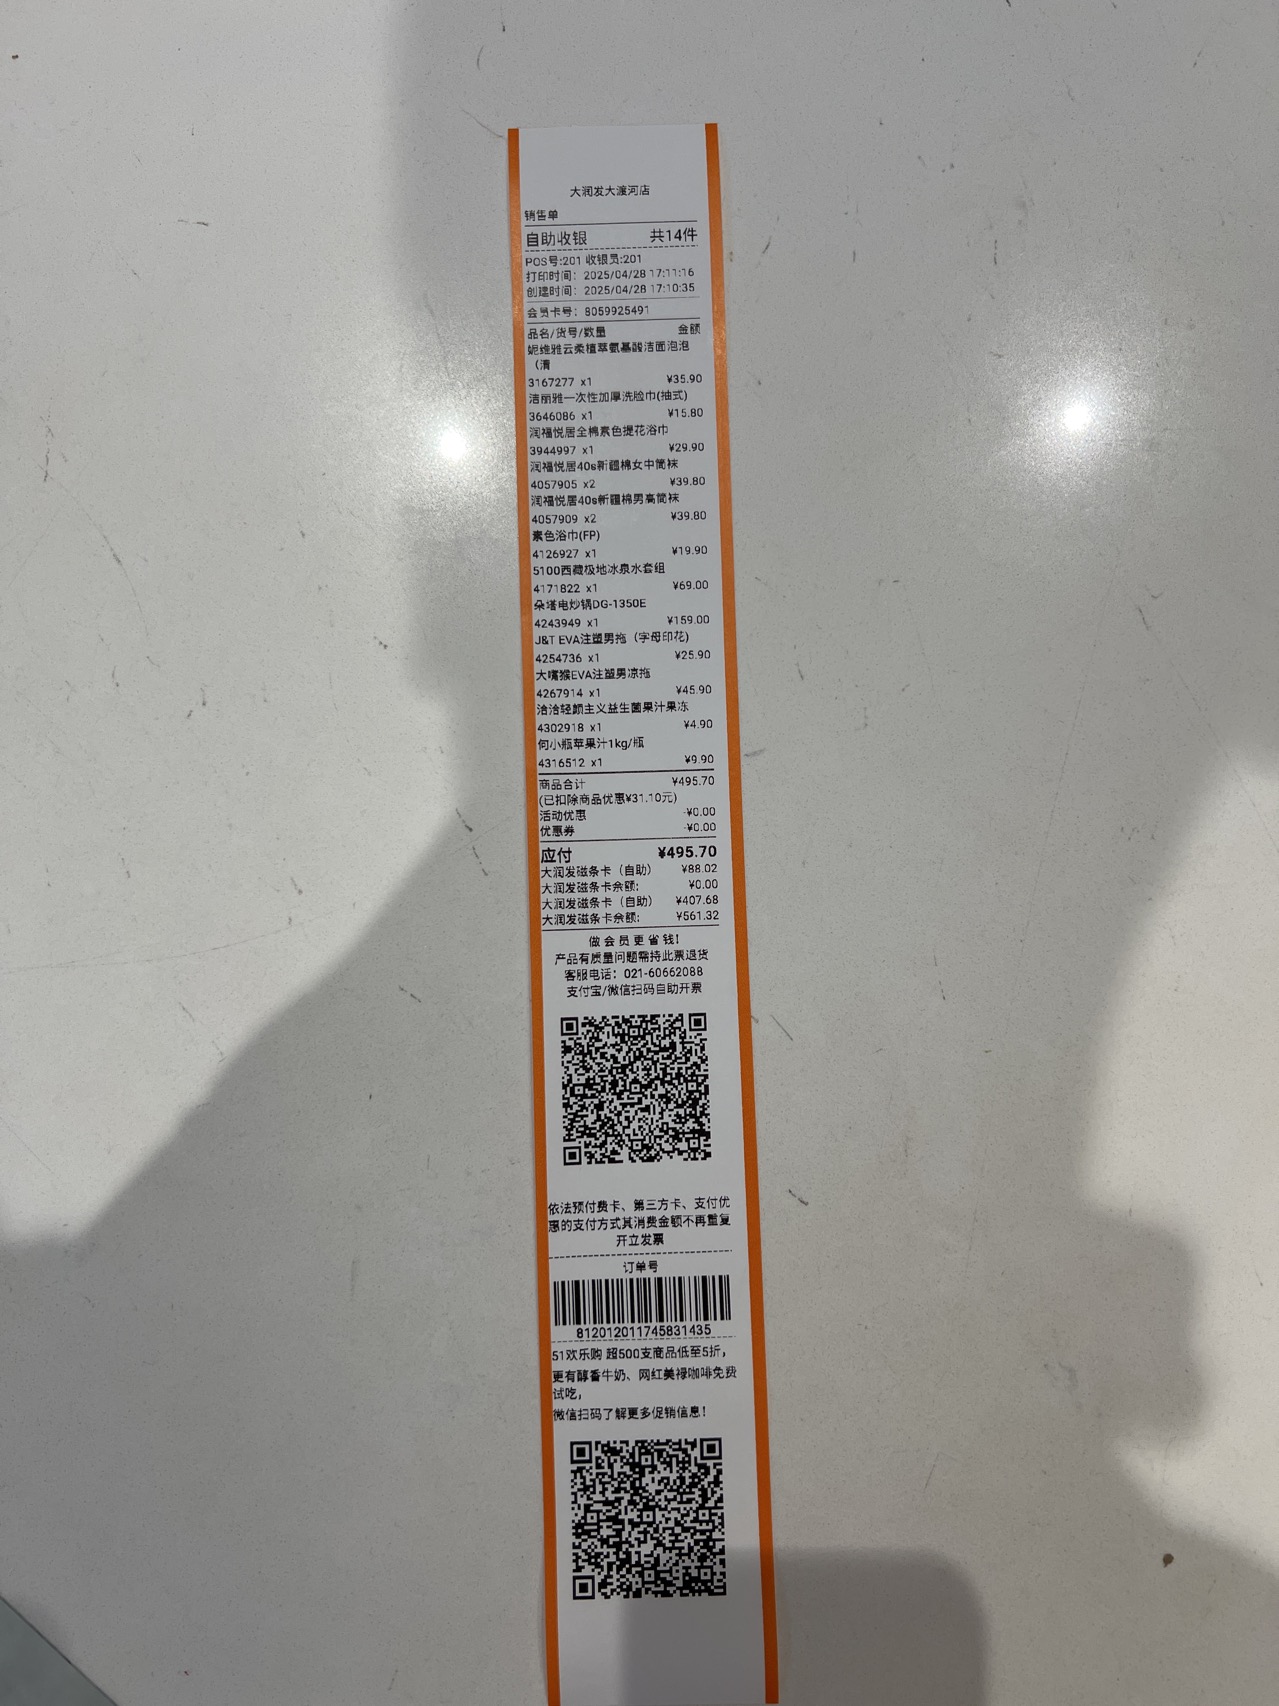 大润发大渡河店
销售单
自助收银 共14件
POS号:201 收银员:201
打印时间: 2025/04/28 17:11:16
创建时间: 2025/04/28 17:10:35
会员卡号: 8059925491
品名/货号/数量 金额
妮维雅云柔植萃氨基酸洁面泡泡
（清
3167277 x1 ¥35.90
洁丽雅一次性加厚洗脸巾(抽式)
3646086 x1 ¥15.80
润福悦居全棉素色提花浴巾
3944997 x1 ¥29.90
润福悦居40s新疆棉女中筒袜
4057905 x2 ¥39.80
润福悦居40s新疆棉男高筒袜
4057909 x2 ¥39.80
素色浴巾(FP)
4126927 x1 ¥19.90
5100西藏极地冰泉水套组
4171822 x1 ¥69.00
朵塔电炒锅DG-1350E
4243949 x1 ¥159.00
J&T EVA注塑男拖（字母印花)
4254736 x1 ¥25.90
大嘴猴EVA注塑男凉拖
4267914 x1 ¥45.90
洽洽轻颜主义益生菌果汁果冻
4302918 x1 ¥4.90
何小瓶苹果汁1kg/瓶
4316512 x1 ¥9.90
商品合计 ¥495.70
(已扣除商品优惠¥31.10元)
活动优惠 -¥0.00
优惠券 -¥0.00
应付 ¥495.70
大润发磁条卡（自助） ¥88.02
大润发磁条卡余额: ¥0.00
大润发磁条卡（自助） ¥407.68
大润发磁条卡余额: ¥561.32
做会员更省钱!
产品有质量问题需持此票退货
客服电话: 021-60662088
支付宝/微信扫码自助开票
依法预付费卡、第三方卡、支付优
惠的支付方式其消费金额不再重复
开立发票
订单号
812012011745831435
51欢乐购 超500支商品低至5折,
更有醇香牛奶、网红美禄咖啡免费
试吃,
微信扫码了解更多促销信息!